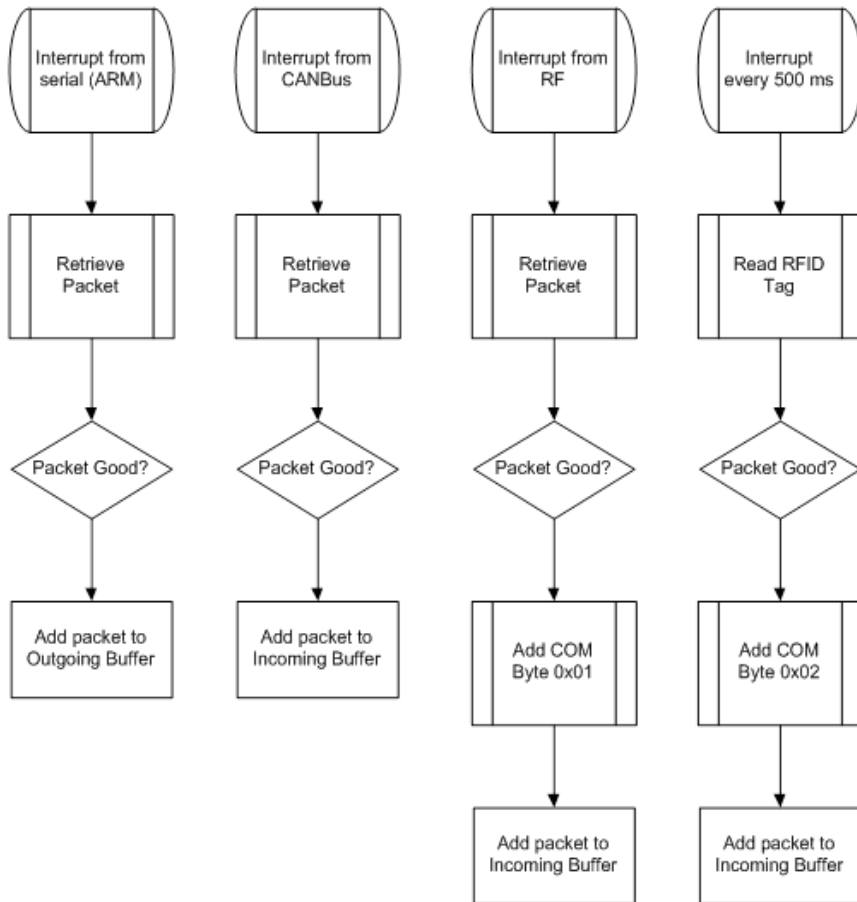 Interrupt from
serial (ARM)
Interrupt from
CANBus
Interrupt from
RF
Interrupt
every 500 ms
Retrieve
Packet
Retrieve
Packet
Retrieve
Packet
Read RFID
Tag
Packet Good?
Packet Good?
Packet Good?
Packet Good?
Add packet to
Outgoing Buffer
Add packet to
Incoming Buffer
Add COM
Byte 0x01
Add COM
Byte 0x02
Add packet to
Incoming Buffer
Add packet to
Incoming Buffer